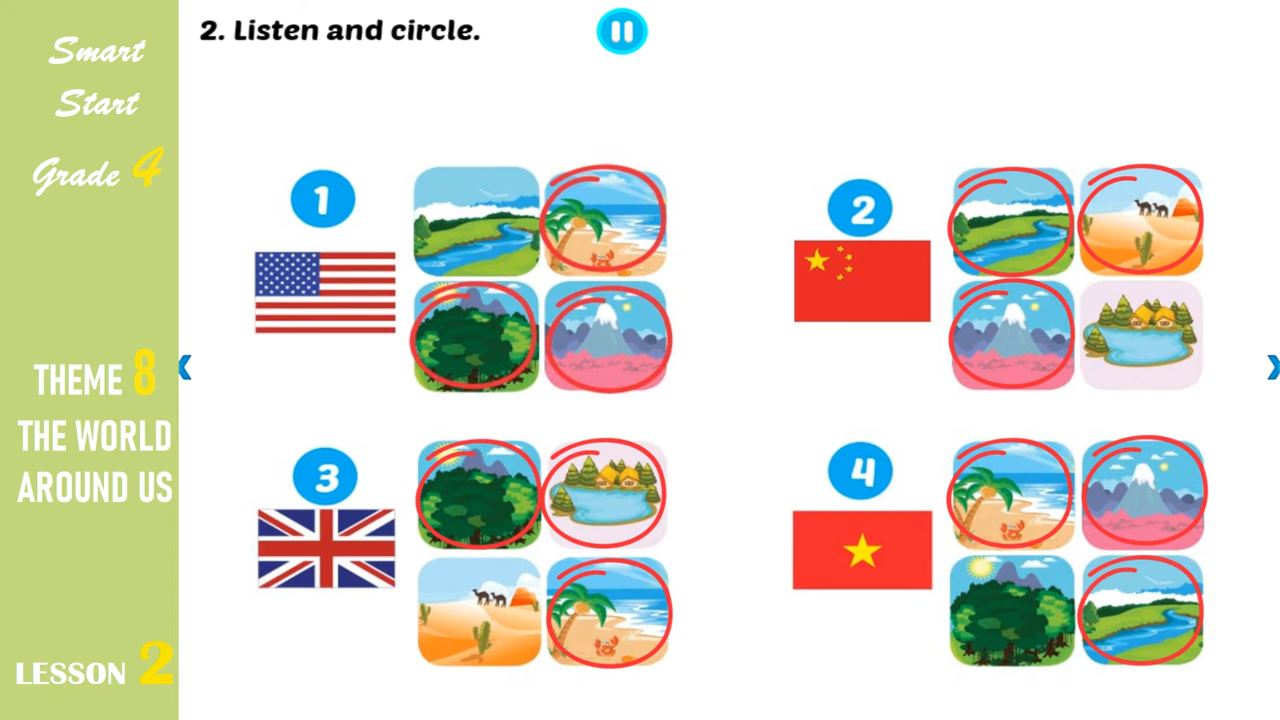 Smart
Start
Grade 4
THEME 8
THE WORLD
AROUND US
LESSON 2
2. Listen and circle.
1
2
3
4